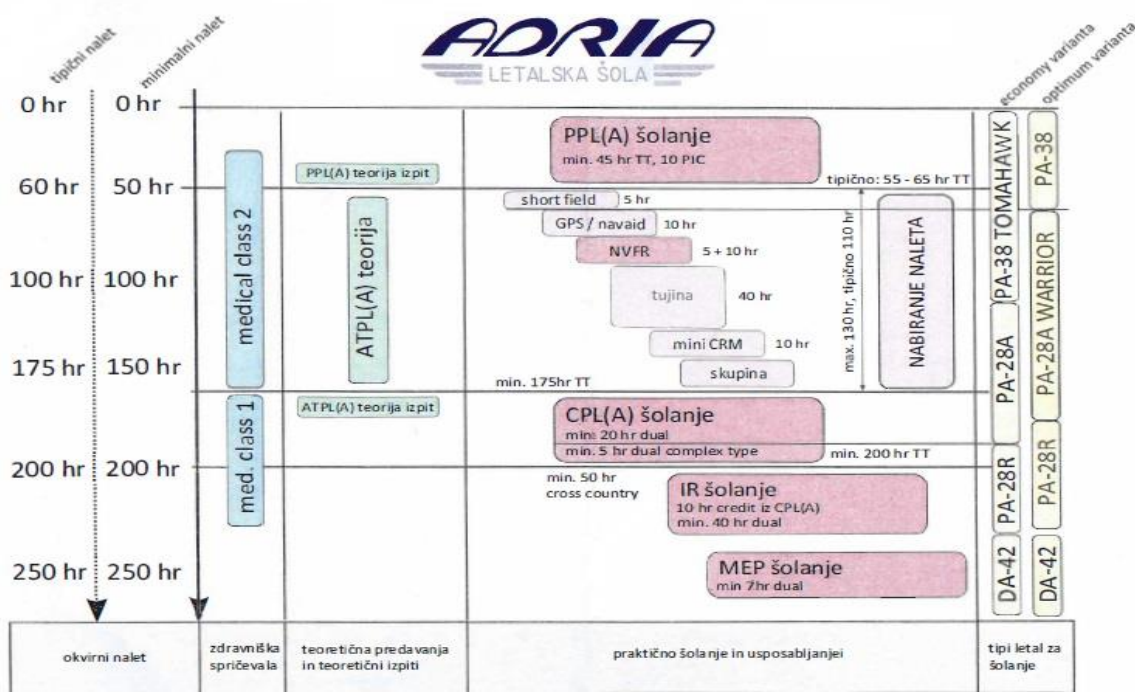 ADRIA
LETALSKA ŠOLA
tipični nalet
minimalni nalet
economy varianta
optimum varianta
0 hr
0 hr
60 hr
50 hr
100 hr
100 hr
175 hr
150 hr
200 hr
200 hr
250 hr
250 hr
medical class 2
med. class 1
PPL(A) teorija izpit
ATPL(A) teorija
ATPL(A) teorija izpit
PPL(A) šolanje
min. 45 hr TT, 10 PIC
tipično: 55 - 65 hr TT
short field
5 hr
GPS / navaid
10 hr
NVFR
5 + 10 hr
tujina
40 hr
mini CRM
10 hr
skupina
max. 130 hr, tipično 110 hr
NABIRANJE NALETA
min. 175hr TT
CPL(A) šolanje
min: 20 hr dual
min. 5 hr dual complex type
min. 200 hr TT
min. 50 hr
cross country
IR šolanje
10 hr credit iz CPL(A)
min. 40 hr dual
MEP šolanje
min 7hr dual
PA-38 TOMAHAWK
PA-28A
PA-28R
DA-42
PA-38
PA-28A WARRIOR
PA-28R
DA-42
okvirni nalet
zdravniška
spričevala
teoretična predavanja
in teoretični izpiti
praktično šolanje in usposabljanjei
tipi letal za
šolanje